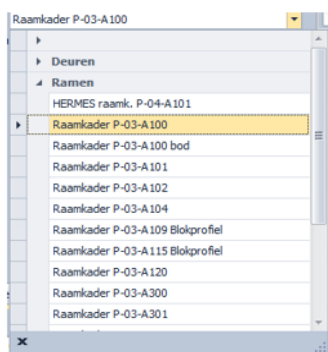 Raamkader P-03-A100
Deuren
Ramen
HERMES raamk. P-04-A101
Raamkader P-03-A100
Raamkader P-03-A100 bod
Raamkader P-03-A101
Raamkader P-03-A102
Raamkader P-03-A104
Raamkader P-03-A109 Blokprofiel
Raamkader P-03-A115 Blokprofiel
Raamkader P-03-A120
Raamkader P-03-A300
Raamkader P-03-A301